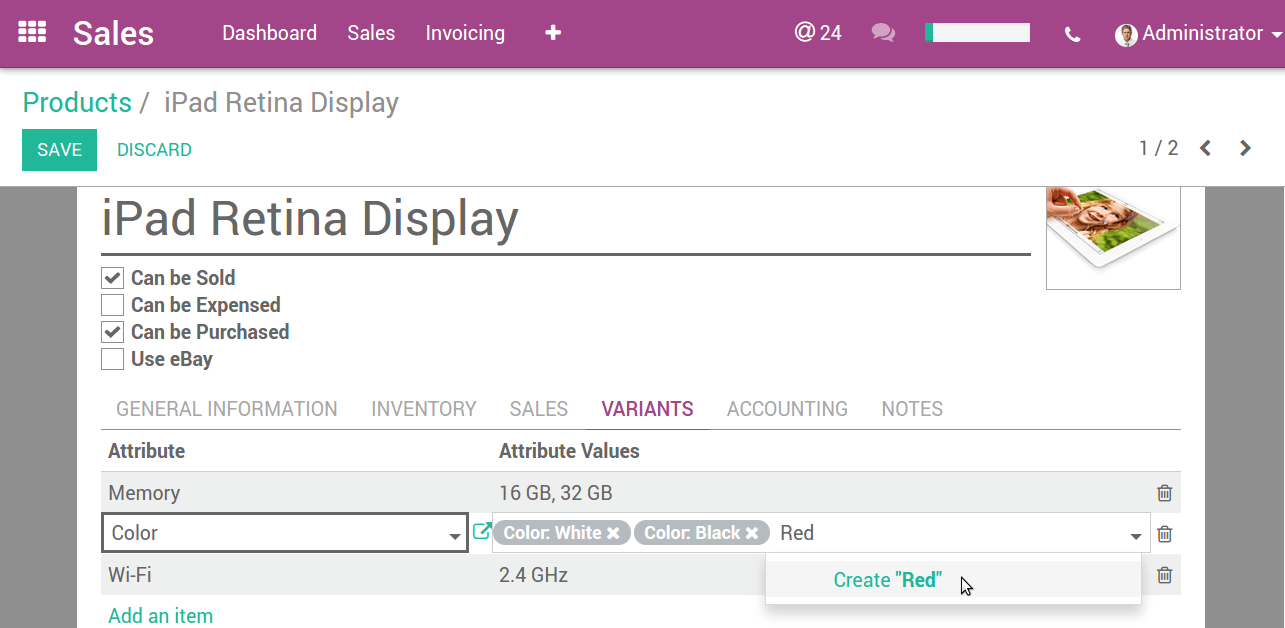 Sales Dashboard Sales Invoicing @ 24 Administrator
Products / iPad Retina Display
SAVE DISCARD 1 / 2
iPad Retina Display
Can be Sold
Can be Expensed
Can be Purchased
Use eBay
GENERAL INFORMATION INVENTORY SALES VARIANTS ACCOUNTING NOTES
Attribute Attribute Values
Memory 16 GB, 32 GB
Color Color: White Color: Black Red
Wi-Fi 2.4 GHz Create "Red"
Add an item